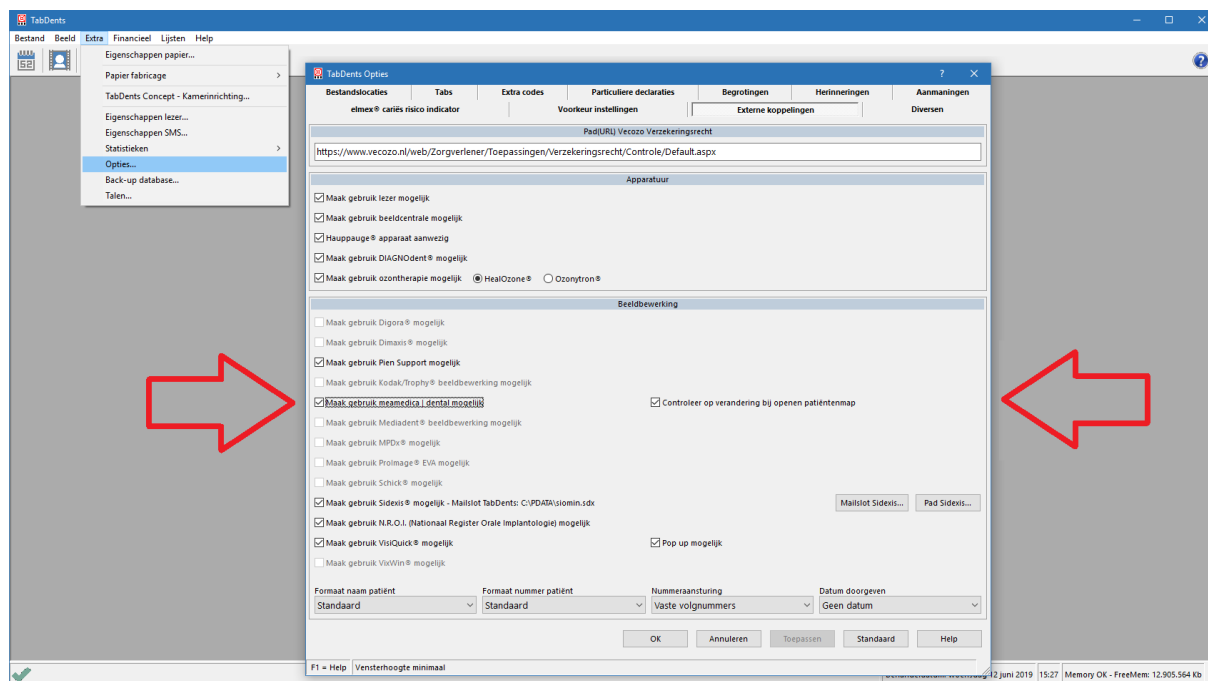 TabDents
Bestand Beeld Extra Financieel Lijsten Help
52
Eigenschappen papier...
Papier fabricage
TabDents Concept - Kamerinrichting...
Eigenschappen lezer...
Eigenschappen SMS...
Statistieken
Opties...
Back-up database...
Talen...
TabDents Opties
Bestandslocaties Tabs Extra codes Particuliere declaraties Begrotingen Herinneringen Aanmaningen
elmex® cariës risico indicator Voorkeur instellingen Externe koppelingen Diversen
Pad(URL) Vecozo Verzekeringsrecht
https://www.vecozo.nl/web/Zorgverlener/Toepassingen/Verzekeringsrecht/Controle/Default.aspx
Apparatuur
Maak gebruik lezer mogelijk
Maak gebruik beeldcentrale mogelijk
Hauppauge® apparaat aanwezig
Maak gebruik DIAGNOdent® mogelijk
Maak gebruik ozontherapie mogelijk HealOzone® Ozonytron®
Beeldbewerking
Maak gebruik Digora® mogelijk
Maak gebruik Dimaxis® mogelijk
Maak gebruik Pien Support mogelijk
Maak gebruik Kodak/Trophy® beeldbewerking mogelijk
Maak gebruik meamedica | dental mogelijk Controleer op verandering bij openen patiëntenmap
Maak gebruik Mediadent® beeldbewerking mogelijk
Maak gebruik MPDx® mogelijk
Maak gebruik ProImage® EVA mogelijk
Maak gebruik Schick® mogelijk
Maak gebruik Sidexis® mogelijk - Mailslot TabDents: C:\PDATA\siomin.sdx Mailslot Sidexis... Pad Sidexis...
Maak gebruik N.R.O.I. (Nationaal Register Orale Implantologie) mogelijk
Maak gebruik VisiQuick® mogelijk Pop up mogelijk
Maak gebruik VixWin® mogelijk
Formaat naam patiënt Formaat nummer patiënt Nummeraansturing Datum doorgeven
Standaard Standaard Vaste volgnummers Geen datum
OK Annuleren Toepassen Standaard Help
F1 = Help Vensterhoogte minimaal
12 juni 2019 15:27 Memory OK - FreeMem: 12.905.564 Kb